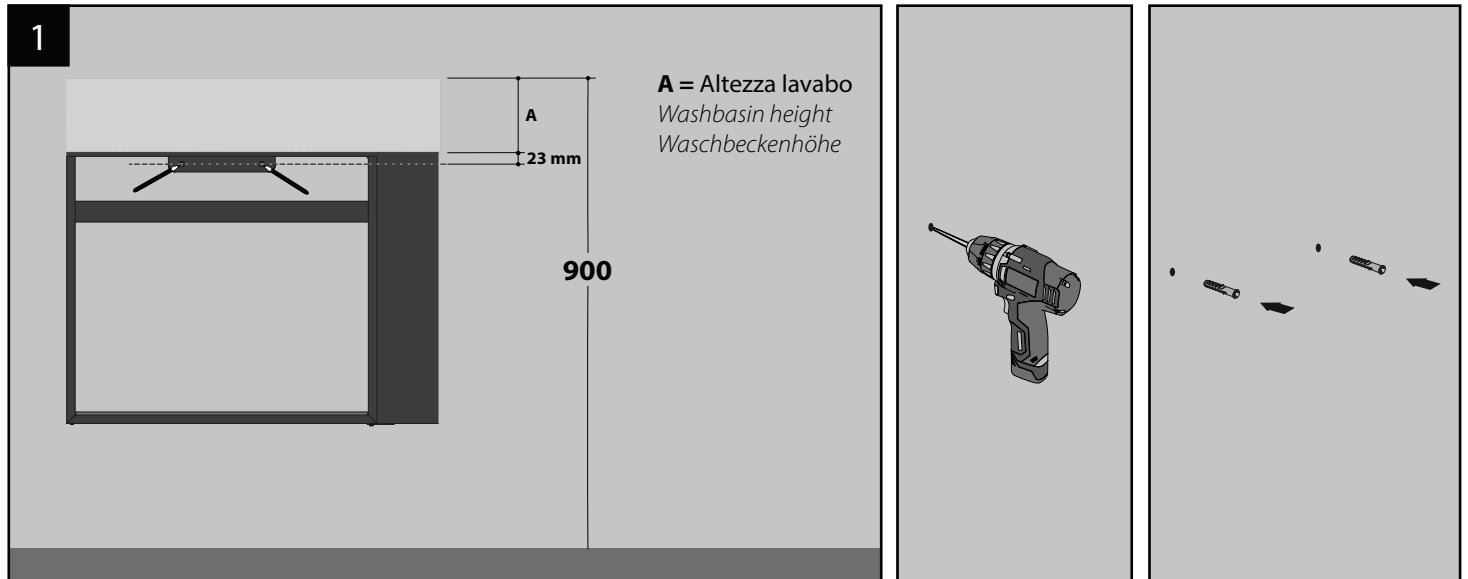 1
A = Altezza lavabo
Washbasin height
Waschbeckenhöhe
A
23 mm
900